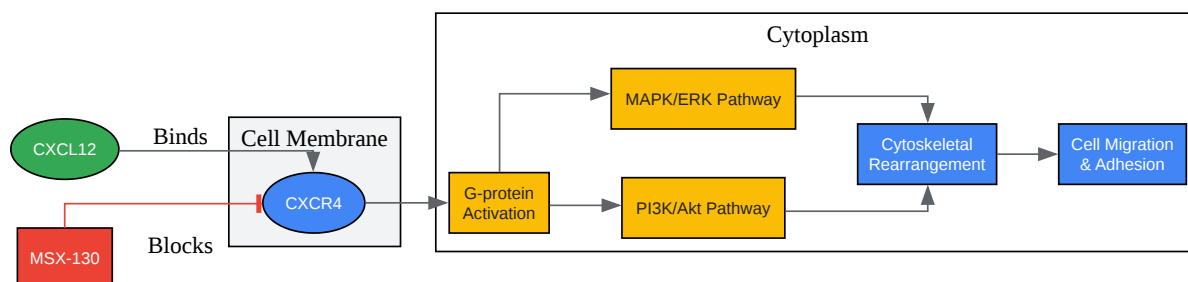 Cytoplasm
MAPK/ERK Pathway
Binds
Cell Membrane
CXCL12
Cytoskeletal
Rearrangement
Cell Migration
& Adhesion
CXCR4
G-protein
Activation
PI3K/Akt Pathway
Blocks
MSX-130